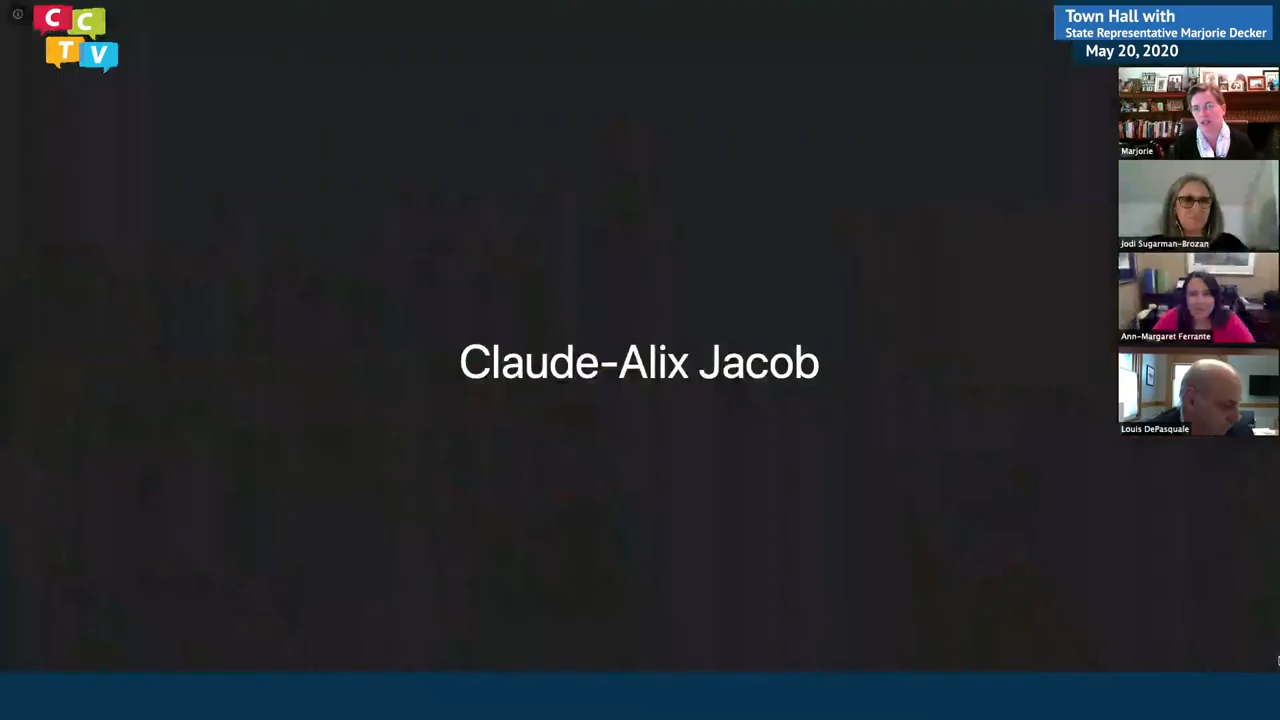 C C
T V
Town Hall with
State Representative Marjorie Decker
May 20, 2020
Marjorie
Jodi Sugarman-Brozan
Ann-Margaret Ferrante
Claude-Alix Jacob
Louis DePasquale